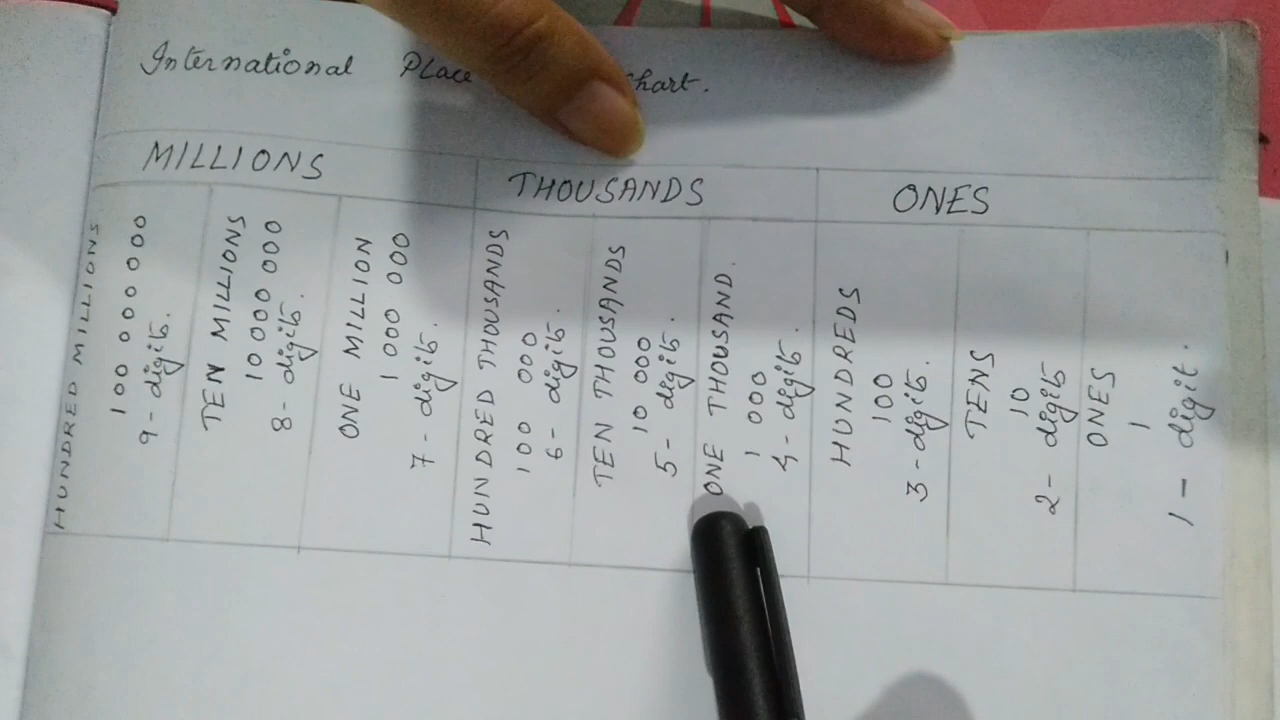 International Place chart.
MILLIONS THOUSANDS ONES
HUNDRED MILLIONS
100 000 000
9-digit.
TEN MILLIONS
10 000 000
8-digit.
ONE MILLION
1 000 000
7-digit.
HUNDRED THOUSANDS
100 000
6-digit.
TEN THOUSANDS
10 000
5-digit.
ONE THOUSAND.
1 000
4-digit.
HUNDREDS
100
3-digit.
TENS
10
2-digit
ONES
1
1-digit.